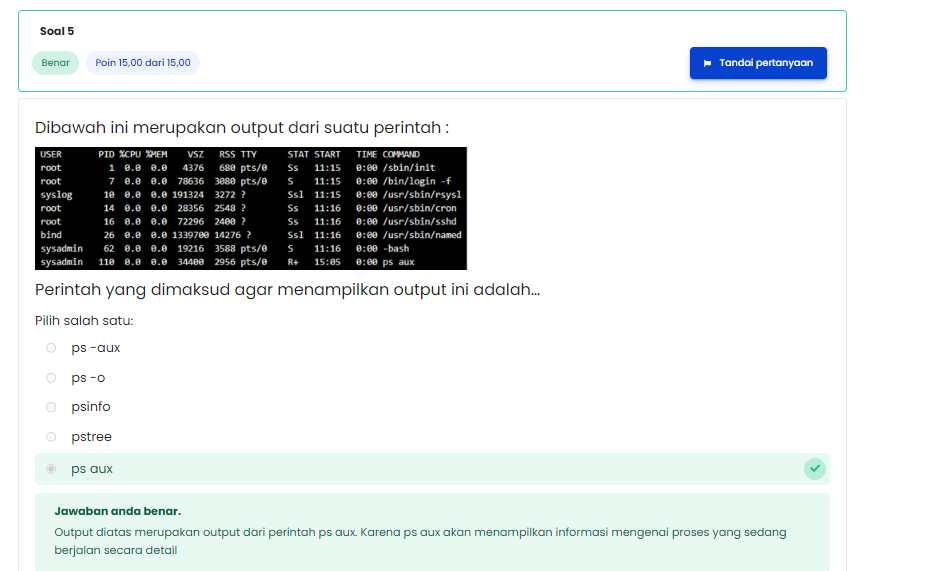 Soal 5
Benar Poin 15,00 dari 15,00 Tandai pertanyaan
Dibawah ini merupakan output dari suatu perintah :
USER PID %CPU %MEM VSZ RSS TTY STAT START TIME COMMAND
root 1 0.0 0.0 4376 680 pts/0 Ss 11:15 0:00 /sbin/init
root 7 0.0 0.0 78636 3080 pts/0 S 11:15 0:00 /bin/login -f
syslog 10 0.0 0.0 191324 3272 ? Ssl 11:15 0:00 /usr/sbin/rsysl
root 14 0.0 0.0 28356 2548 ? Ss 11:16 0:00 /usr/sbin/cron
root 16 0.0 0.0 72296 2400 ? Ss 11:16 0:00 /usr/sbin/sshd
bind 26 0.0 0.0 1339700 14276 ? Ssl 11:16 0:00 /usr/sbin/named
sysadmin 62 0.0 0.0 19216 3588 pts/0 S 11:16 0:00 -bash
sysadmin 110 0.0 0.0 34400 2956 pts/0 R+ 15:05 0:00 ps aux
Perintah yang dimaksud agar menampilkan output ini adalah...
Pilih salah satu:
ps -aux
ps -o
psinfo
pstree
ps aux
Jawaban anda benar.
Output diatas merupakan output dari perintah ps aux. Karena ps aux akan menampilkan informasi mengenai proses yang sedang
berjalan secara detail